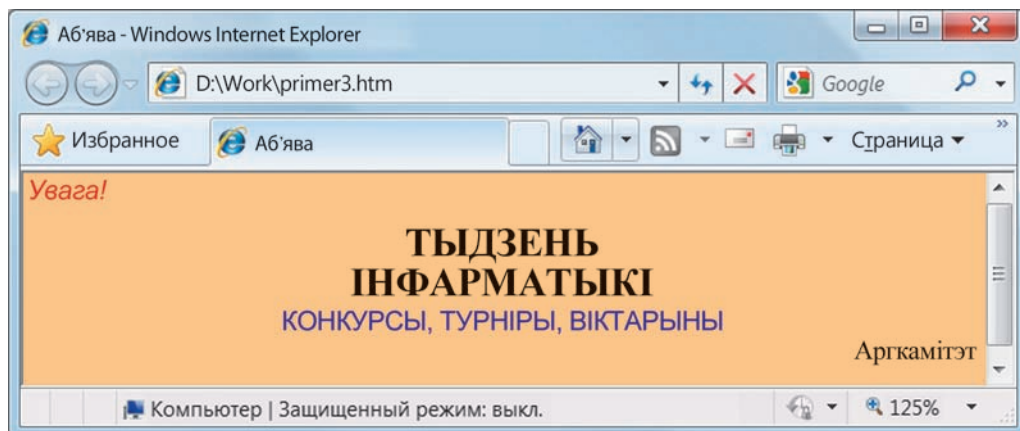 Аб'ява - Windows Internet Explorer
D:\Work\primer3.htm
Google
Избранное
Аб'ява
Страница
»
Увага!
ТЫДЗЕНЬ
ІНФАРМАТЫКІ
КОНКУРСЫ, ТУРНІРЫ, ВІКТАРЫНЫ
Аргкамітэт
Компьютер | Защищенный режим: выкл.
125%